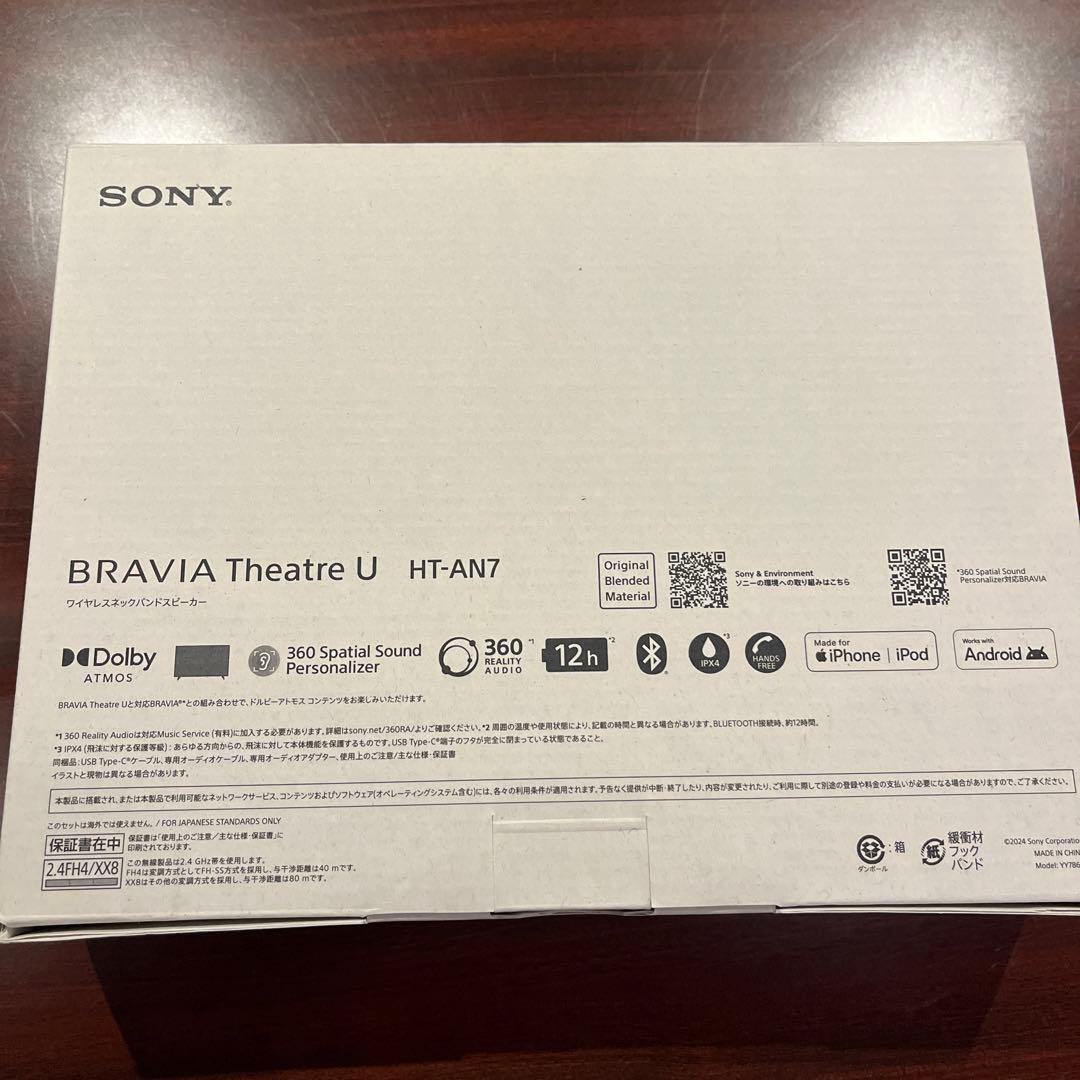 SONY®
BRAVIA Theatre U HT-AN7
ワイヤレスネックバンドスピーカー
Original
Blended
Material
Sony & Environment
ソニーの環境への取り組みはこちら
*360 Spatial Sound
Personalizer対応BRAVIA
Dolby
ATMOS
360 Spatial Sound
Personalizer
360
REALITY
AUDIO
*1
12h
*2
IPX4
*3
HANDS
FREE
Made for
iPhone | iPod
Works with
Android
BRAVIA Theatre Uと対応BRAVIA®*との組み合わせで、ドルビーアトモス コンテンツをお楽しみいただけます。
*1 360 Reality Audioは対応Music Service (有料)に加入する必要があります。詳細はsony.net/360RA/よりご確認ください。*2 周囲の温度や使用状態により、記載の時間と異なる場合があります。BLUETOOTH接続時、約12時間。
*3 IPX4 (飛沫に対する保護等級) : あらゆる方向からの、飛沫に対して本体機能を保護するものです。USB Type-C®端子のフタが完全に閉まっている状態であること。
同梱品 : USB Type-C®ケーブル、専用オーディオケーブル、専用オーディオアダプター、使用上のご注意/主な仕様・保証書
イラストと現物は異なる場合があります。
本製品に搭載され、または本製品で利用可能なネットワークサービス、コンテンツおよびソフトウェア(オペレーティングシステム含む)には、各々の利用条件が適用されます。予告なく提供が中断・終了したり、内容が変更されたり、ご利用に際して別途の登録や料金の支払いが必要になる場合がありますので、ご了承ください。
このセットは海外では使えません。/ FOR JAPANESE STANDARDS ONLY
保証書在中
保証書は「使用上のご注意/主な仕様・保証書」に
印刷されております。
2.4FH4/XX8
この無線製品は2.4 GHz帯を使用します。
FH4は変調方式としてFH-SS方式を採用し、与干渉距離は40 mです。
XX8はその他の変調方式を採用し、与干渉距離は80 mです。
: 箱
ダンボール
紙
緩衝材
フック
バンド
©2024 Sony Corporatio
MADE IN CHIN
Model: YY786